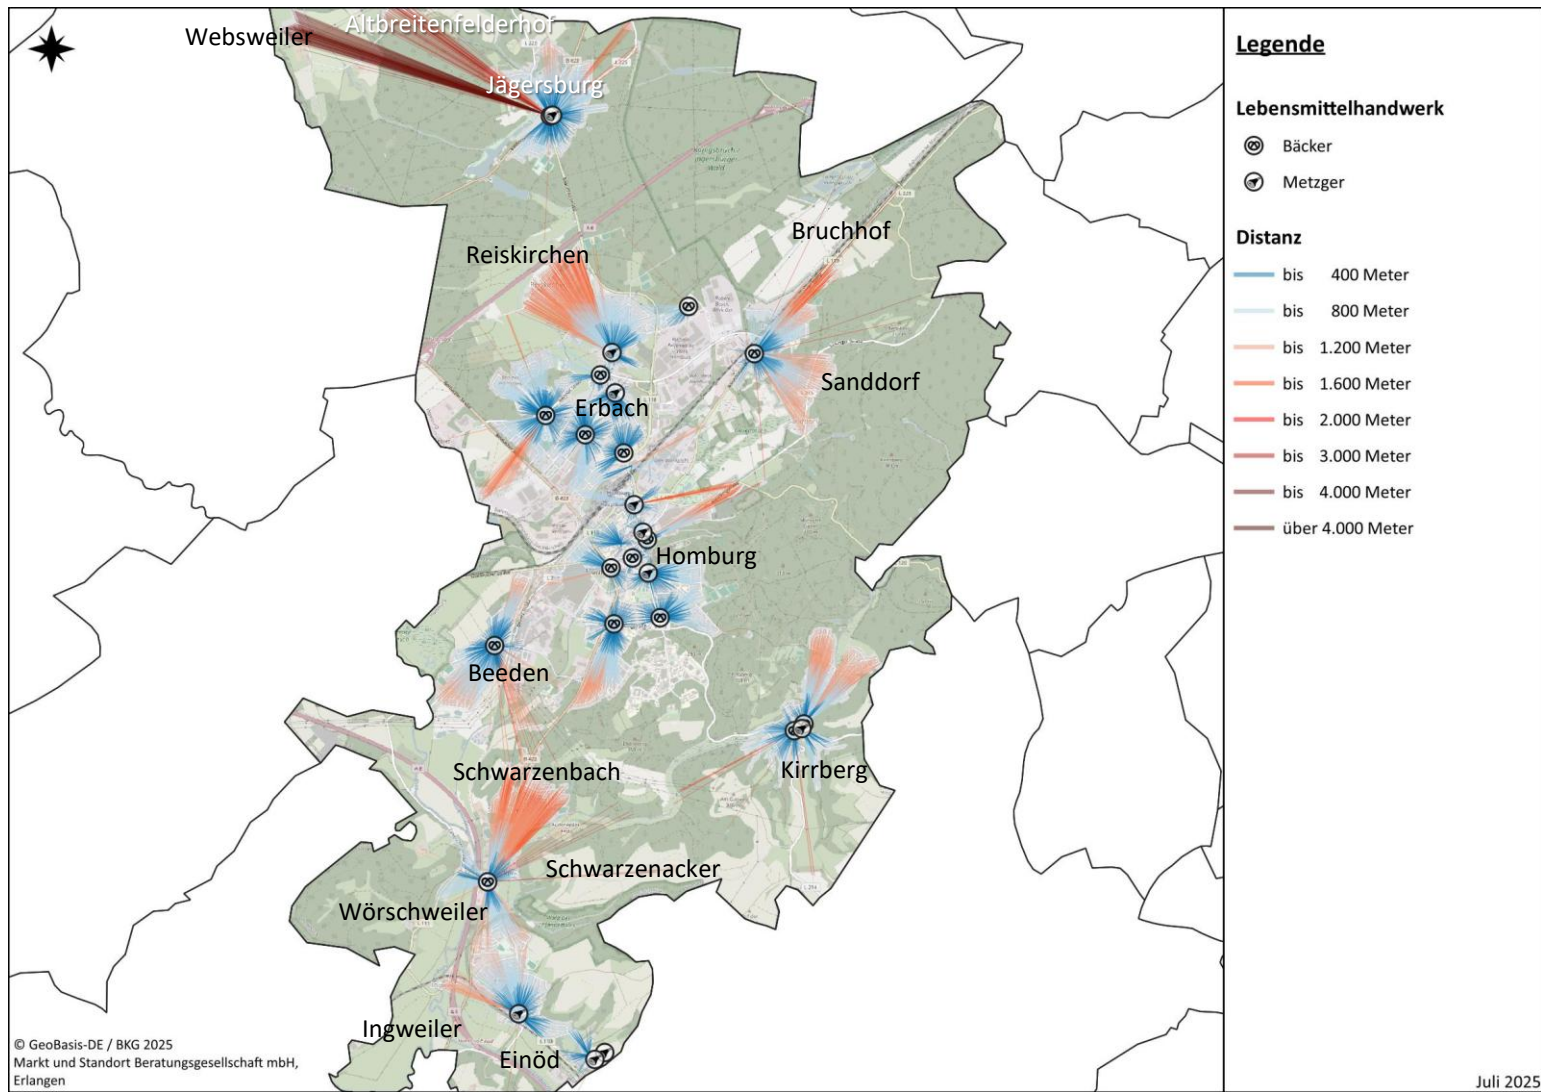 Websweiler
Altbreitenfelderhof
Jägersburg
Reiskirchen
Bruchhof
Erbach
Sanddorf
Homburg
Beeden
Schwarzenbach
Kirrberg
Schwarzenacker
Wörschweiler
Ingweiler
Einöd
© GeoBasis-DE / BKG 2025
Markt und Standort Beratungsgesellschaft mbH,
Erlangen
Legende
Lebensmittelhandwerk
Bäcker
Metzger
Distanz
bis 400 Meter
bis 800 Meter
bis 1.200 Meter
bis 1.600 Meter
bis 2.000 Meter
bis 3.000 Meter
bis 4.000 Meter
über 4.000 Meter
Juli 2025